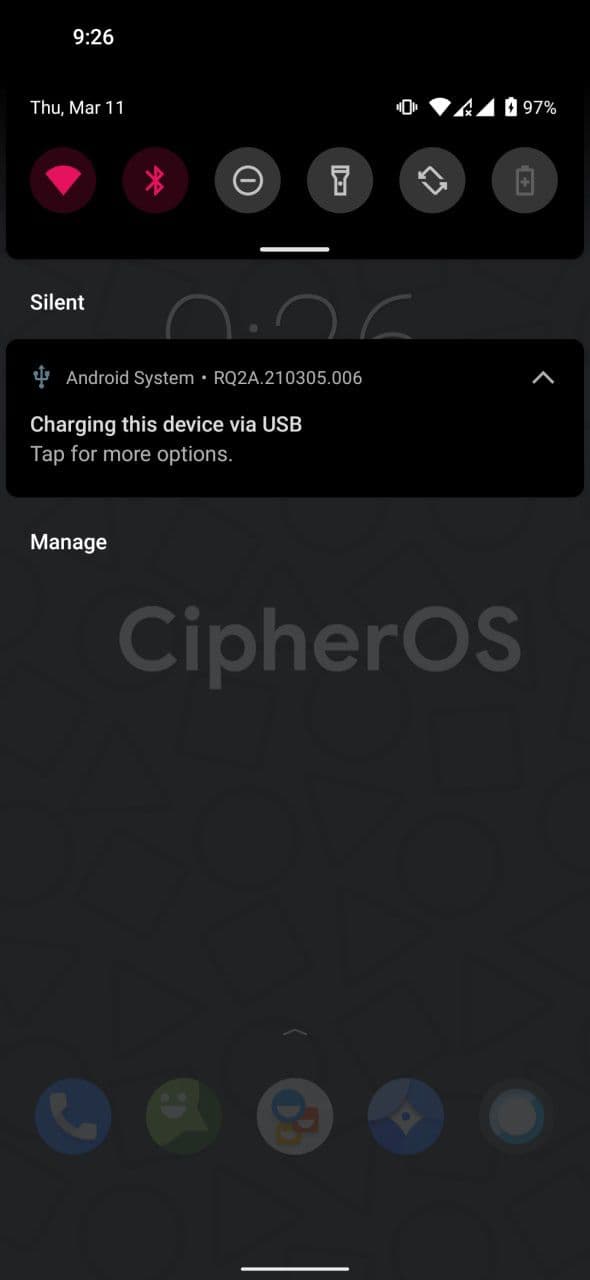 9:26
Thu, Mar 11
97%
Silent
9:26
Android System • RQ2A.210305.006
Charging this device via USB
Tap for more options.
Manage
CipherOS